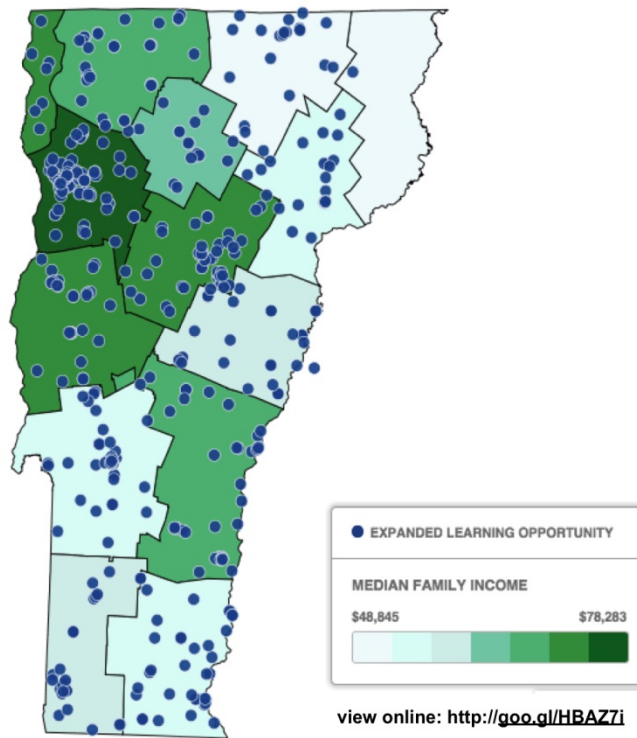 EXPANDED LEARNING OPPORTUNITY
MEDIAN FAMILY INCOME
$48,845 $78,283
view online: http://goo.gl/HBAZ7i